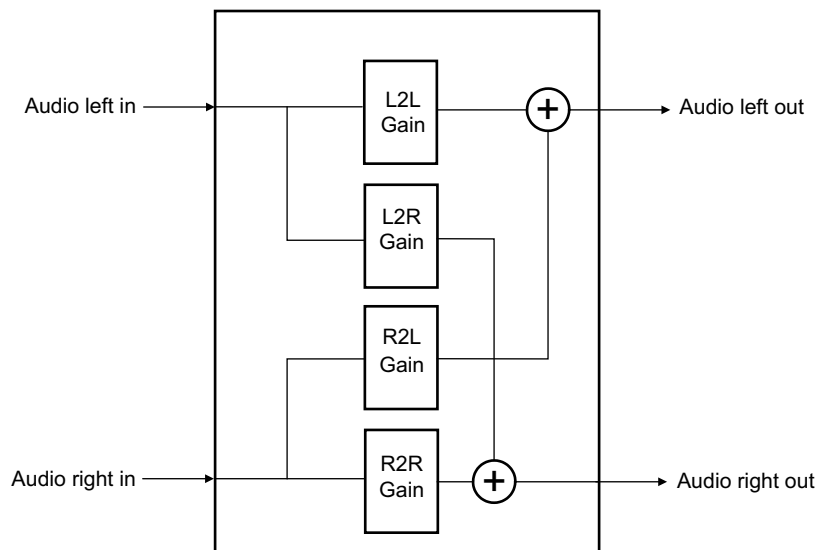 Audio left in
L2L
Gain
+
Audio left out
L2R
Gain
R2L
Gain
Audio right in
R2R
Gain
+
Audio right out